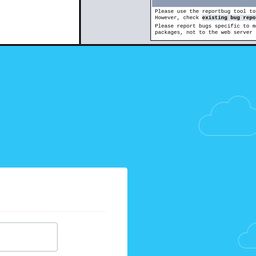 Please use the reportbug tool to
However, check existing bug repo
Please report bugs specific to m
packages, not to the web server